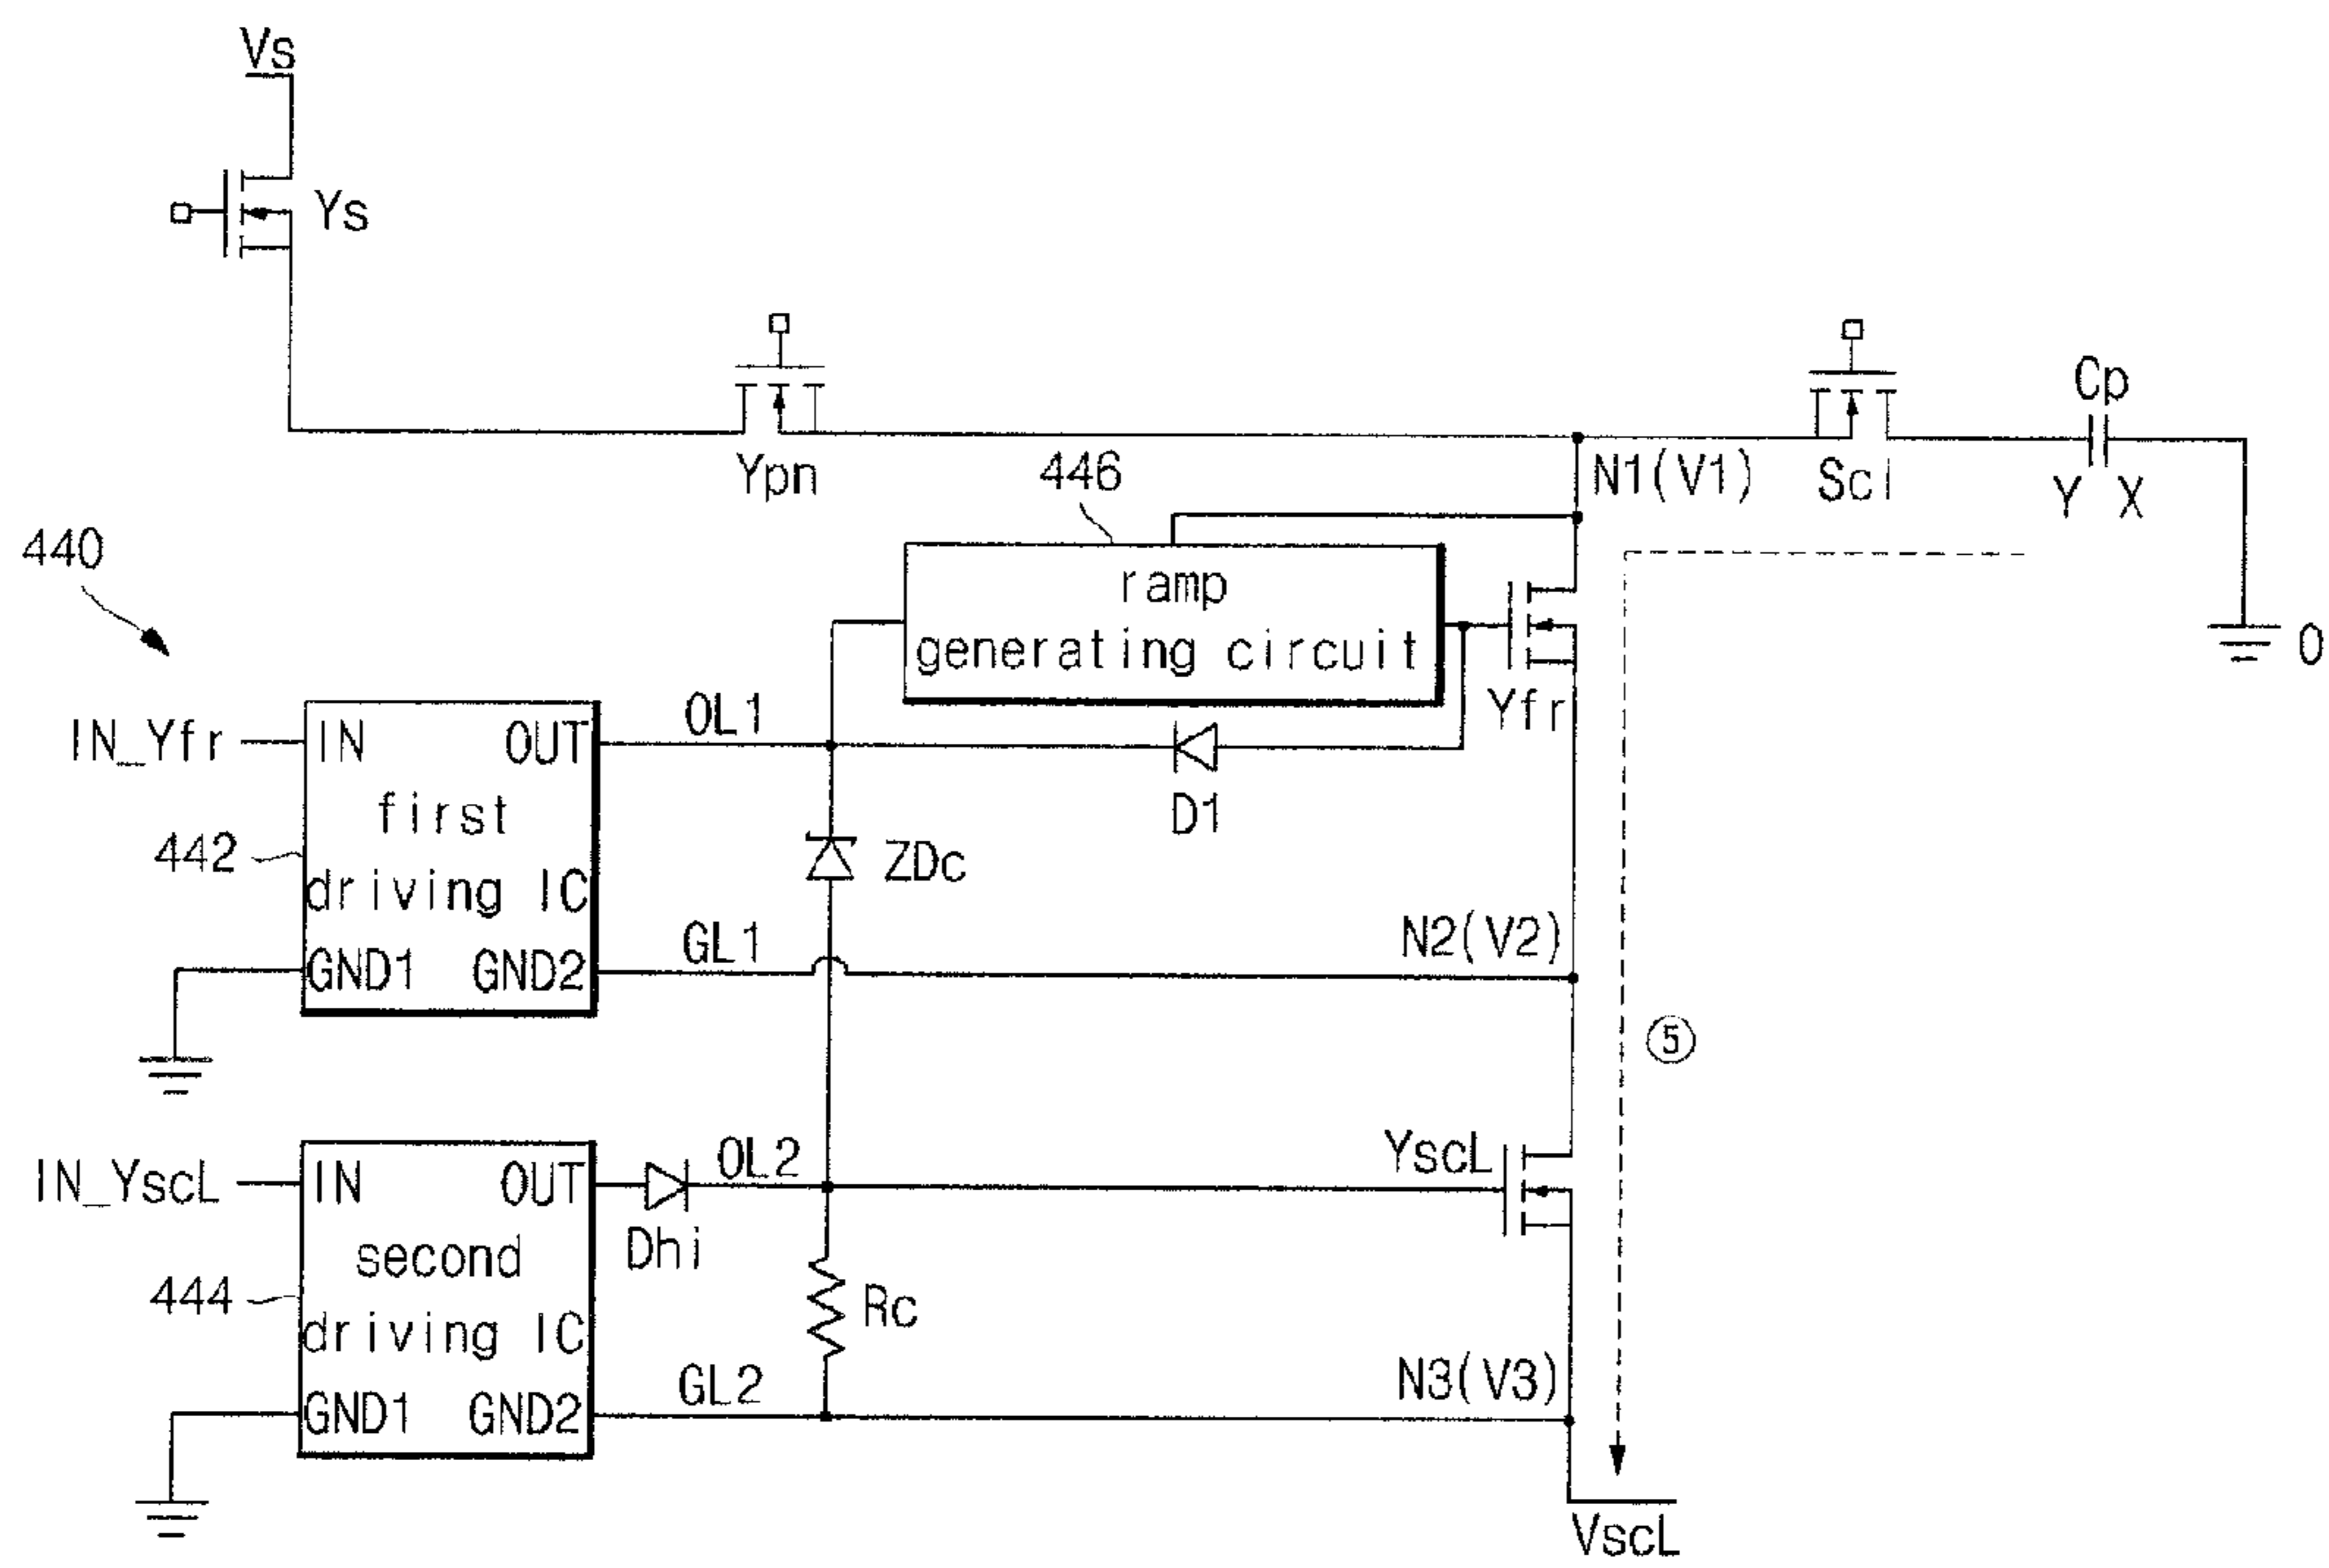 Vs
Ys
Ypn
446
N1(V1)
Scl
Cp
Y X
440
ramp
generating circuit
Yfr
0
OL1
IN_Yfr
IN OUT
first
driving IC
442
GND1 GND2
D1
ZDc
GL1
N2(V2)
⑤
OL2
YscL
IN_YscL
IN OUT
second
driving IC
444
GND1 GND2
Dhi
Rc
GL2
N3(V3)
VscL